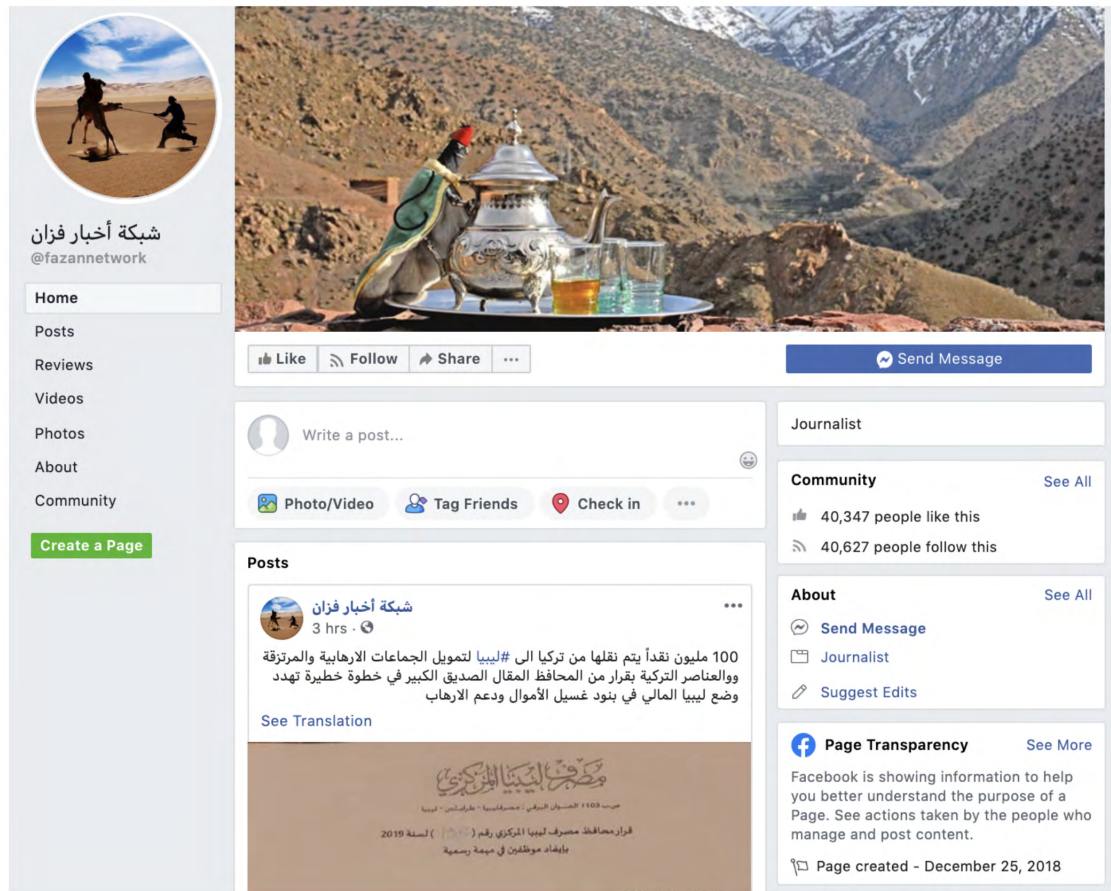 شبكة أخبار فزان
@fazannetwork
Home
Posts
Reviews
Videos
Photos
About
Community
Create a Page
Like
Follow
Share
Send Message
Write a post...
Photo/Video
Tag Friends
Check in
Posts
شبكة أخبار فزان
3 hrs
100 مليون نقداً يتم نقلها من تركيا الى #ليبيا لتمويل الجماعات الارهابية والمرتزقة
ووالعناصر التركية بقرار من المحافظ المقال الصديق الكبير في خطوة خطيرة تهدد
وضع ليبيا المالي في بنود غسيل الأموال ودعم الارهاب
See Translation
مصرف ليبيا المركزي
ص.ب 1103 العنوان البرقي : مصرفليبيا - طرابلس - ليبيا
قرار محافظ مصرف ليبيا المركزي رقم ( ) لسنة 2019
بإيفاد موظفين في مهمة رسمية
Journalist
Community
See All
40,347 people like this
40,627 people follow this
About
See All
Send Message
Journalist
Suggest Edits
Page Transparency
See More
Facebook is showing information to help
you better understand the purpose of a
Page. See actions taken by the people who
manage and post content.
Page created - December 25, 2018